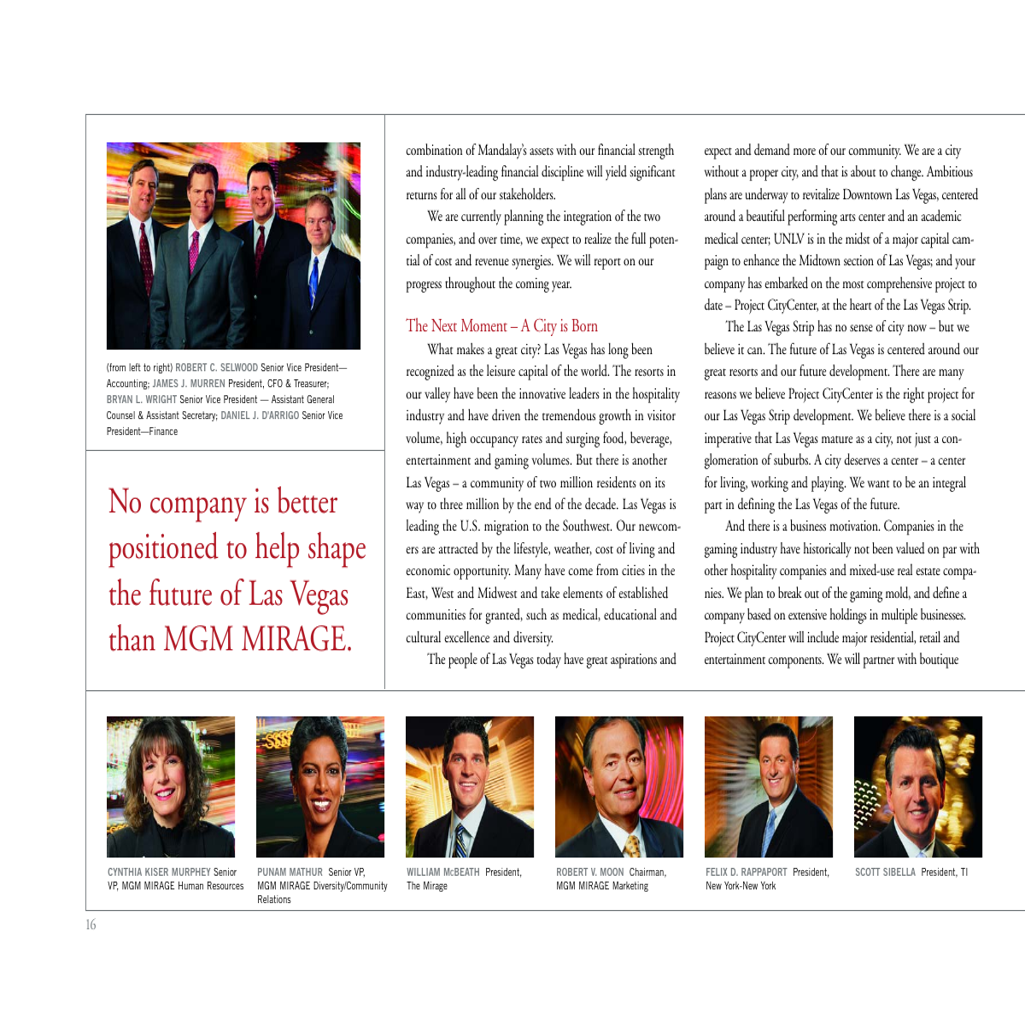 (from left to right) ROBERT C. SELWOOD Senior Vice President—
Accounting; JAMES J. MURREN President, CFO & Treasurer;
BRYAN L. WRIGHT Senior Vice President — Assistant General
Counsel & Assistant Secretary; DANIEL J. D'ARRIGO Senior Vice
President—Finance
No company is better
positioned to help shape
the future of Las Vegas
than MGM MIRAGE.
combination of Mandalay's assets with our financial strength
and industry-leading financial discipline will yield significant
returns for all of our stakeholders.
We are currently planning the integration of the two
companies, and over time, we expect to realize the full poten-
tial of cost and revenue synergies. We will report on our
progress throughout the coming year.
The Next Moment – A City is Born
What makes a great city? Las Vegas has long been
recognized as the leisure capital of the world. The resorts in
our valley have been the innovative leaders in the hospitality
industry and have driven the tremendous growth in visitor
volume, high occupancy rates and surging food, beverage,
entertainment and gaming volumes. But there is another
Las Vegas – a community of two million residents on its
way to three million by the end of the decade. Las Vegas is
leading the U.S. migration to the Southwest. Our newcom-
ers are attracted by the lifestyle, weather, cost of living and
economic opportunity. Many have come from cities in the
East, West and Midwest and take elements of established
communities for granted, such as medical, educational and
cultural excellence and diversity.
The people of Las Vegas today have great aspirations and
expect and demand more of our community. We are a city
without a proper city, and that is about to change. Ambitious
plans are underway to revitalize Downtown Las Vegas, centered
around a beautiful performing arts center and an academic
medical center; UNLV is in the midst of a major capital cam-
paign to enhance the Midtown section of Las Vegas; and your
company has embarked on the most comprehensive project to
date – Project CityCenter, at the heart of the Las Vegas Strip.
The Las Vegas Strip has no sense of city now – but we
believe it can. The future of Las Vegas is centered around our
great resorts and our future development. There are many
reasons we believe Project CityCenter is the right project for
our Las Vegas Strip development. We believe there is a social
imperative that Las Vegas mature as a city, not just a con-
glomeration of suburbs. A city deserves a center – a center
for living, working and playing. We want to be an integral
part in defining the Las Vegas of the future.
And there is a business motivation. Companies in the
gaming industry have historically not been valued on par with
other hospitality companies and mixed-use real estate compa-
nies. We plan to break out of the gaming mold, and define a
company based on extensive holdings in multiple businesses.
Project CityCenter will include major residential, retail and
entertainment components. We will partner with boutique
CYNTHIA KISER MURPHEY Senior
VP, MGM MIRAGE Human Resources
PUNAM MATHUR Senior VP,
MGM MIRAGE Diversity/Community
Relations
WILLIAM McBEATH President,
The Mirage
ROBERT V. MOON Chairman,
MGM MIRAGE Marketing
FELIX D. RAPPAPORT President,
New York-New York
SCOTT SIBELLA President, TI
16